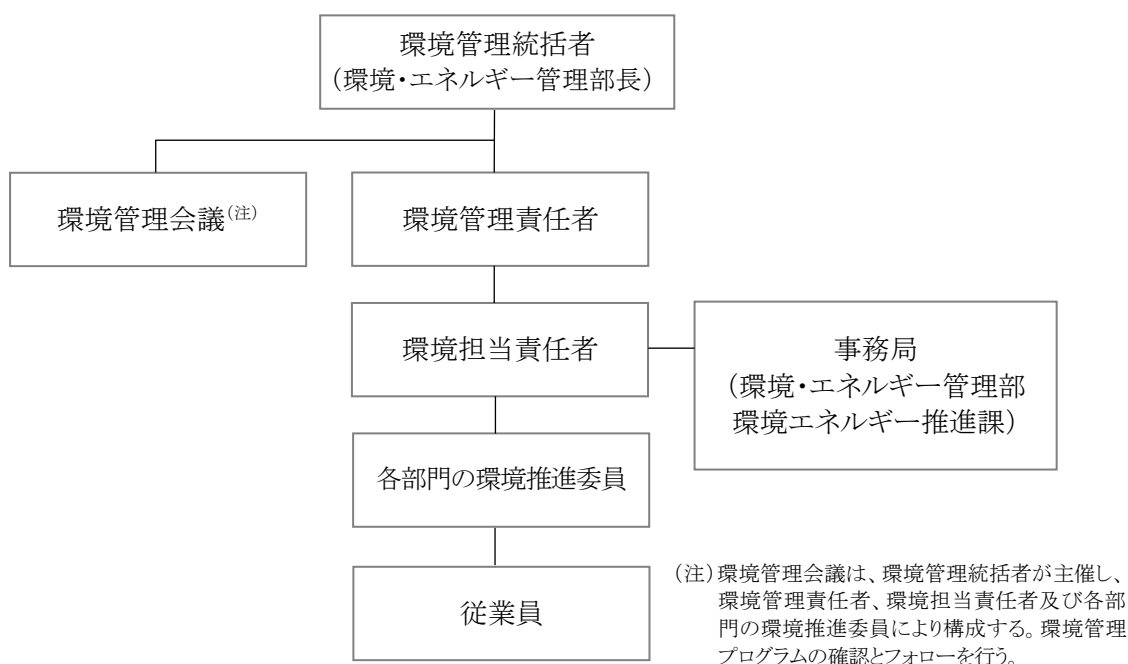 環境管理統括者
（環境・エネルギー管理部長）
環境管理会議（注）
環境管理責任者
環境担当責任者
事務局
（環境・エネルギー管理部
環境エネルギー推進課）
各部門の環境推進委員
従業員
（注）環境管理会議は、環境管理統括者が主催し、
環境管理責任者、環境担当責任者及び各部
門の環境推進委員により構成する。環境管理
プログラムの確認とフォローを行う。